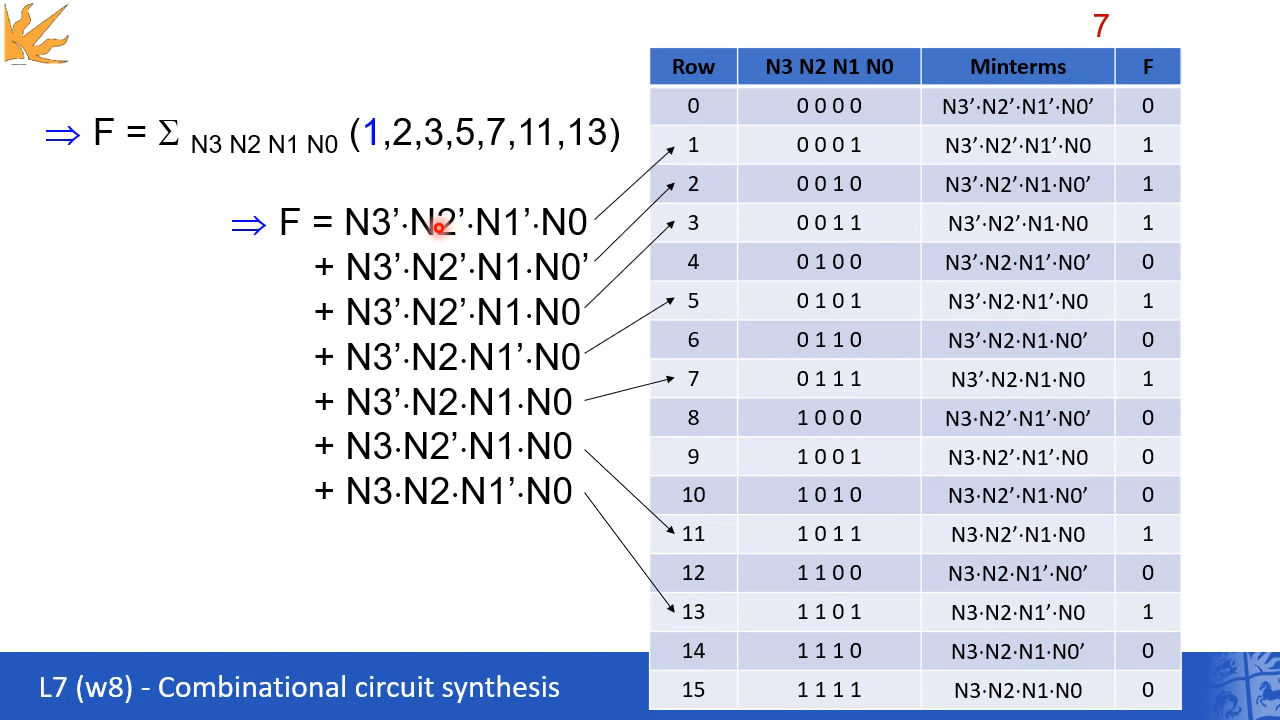 7
⇒ F = Σ N3 N2 N1 N0 (1,2,3,5,7,11,13)
⇒ F = N3’·N2’·N1’·N0
+ N3’·N2’·N1·N0’
+ N3’·N2’·N1·N0
+ N3’·N2·N1’·N0
+ N3’·N2·N1·N0
+ N3·N2’·N1·N0
+ N3·N2·N1’·N0
Row N3 N2 N1 N0 Minterms F
0 0 0 0 0 N3’·N2’·N1’·N0’ 0
1 0 0 0 1 N3’·N2’·N1’·N0 1
2 0 0 1 0 N3’·N2’·N1·N0’ 1
3 0 0 1 1 N3’·N2’·N1·N0 1
4 0 1 0 0 N3’·N2·N1’·N0’ 0
5 0 1 0 1 N3’·N2·N1’·N0 1
6 0 1 1 0 N3’·N2·N1·N0’ 0
7 0 1 1 1 N3’·N2·N1·N0 1
8 1 0 0 0 N3·N2’·N1’·N0’ 0
9 1 0 0 1 N3·N2’·N1’·N0 0
10 1 0 1 0 N3·N2’·N1·N0’ 0
11 1 0 1 1 N3·N2’·N1·N0 1
12 1 1 0 0 N3·N2·N1’·N0’ 0
13 1 1 0 1 N3·N2·N1’·N0 1
14 1 1 1 0 N3·N2·N1·N0’ 0
15 1 1 1 1 N3·N2·N1·N0 0
L7 (w8) - Combinational circuit synthesis